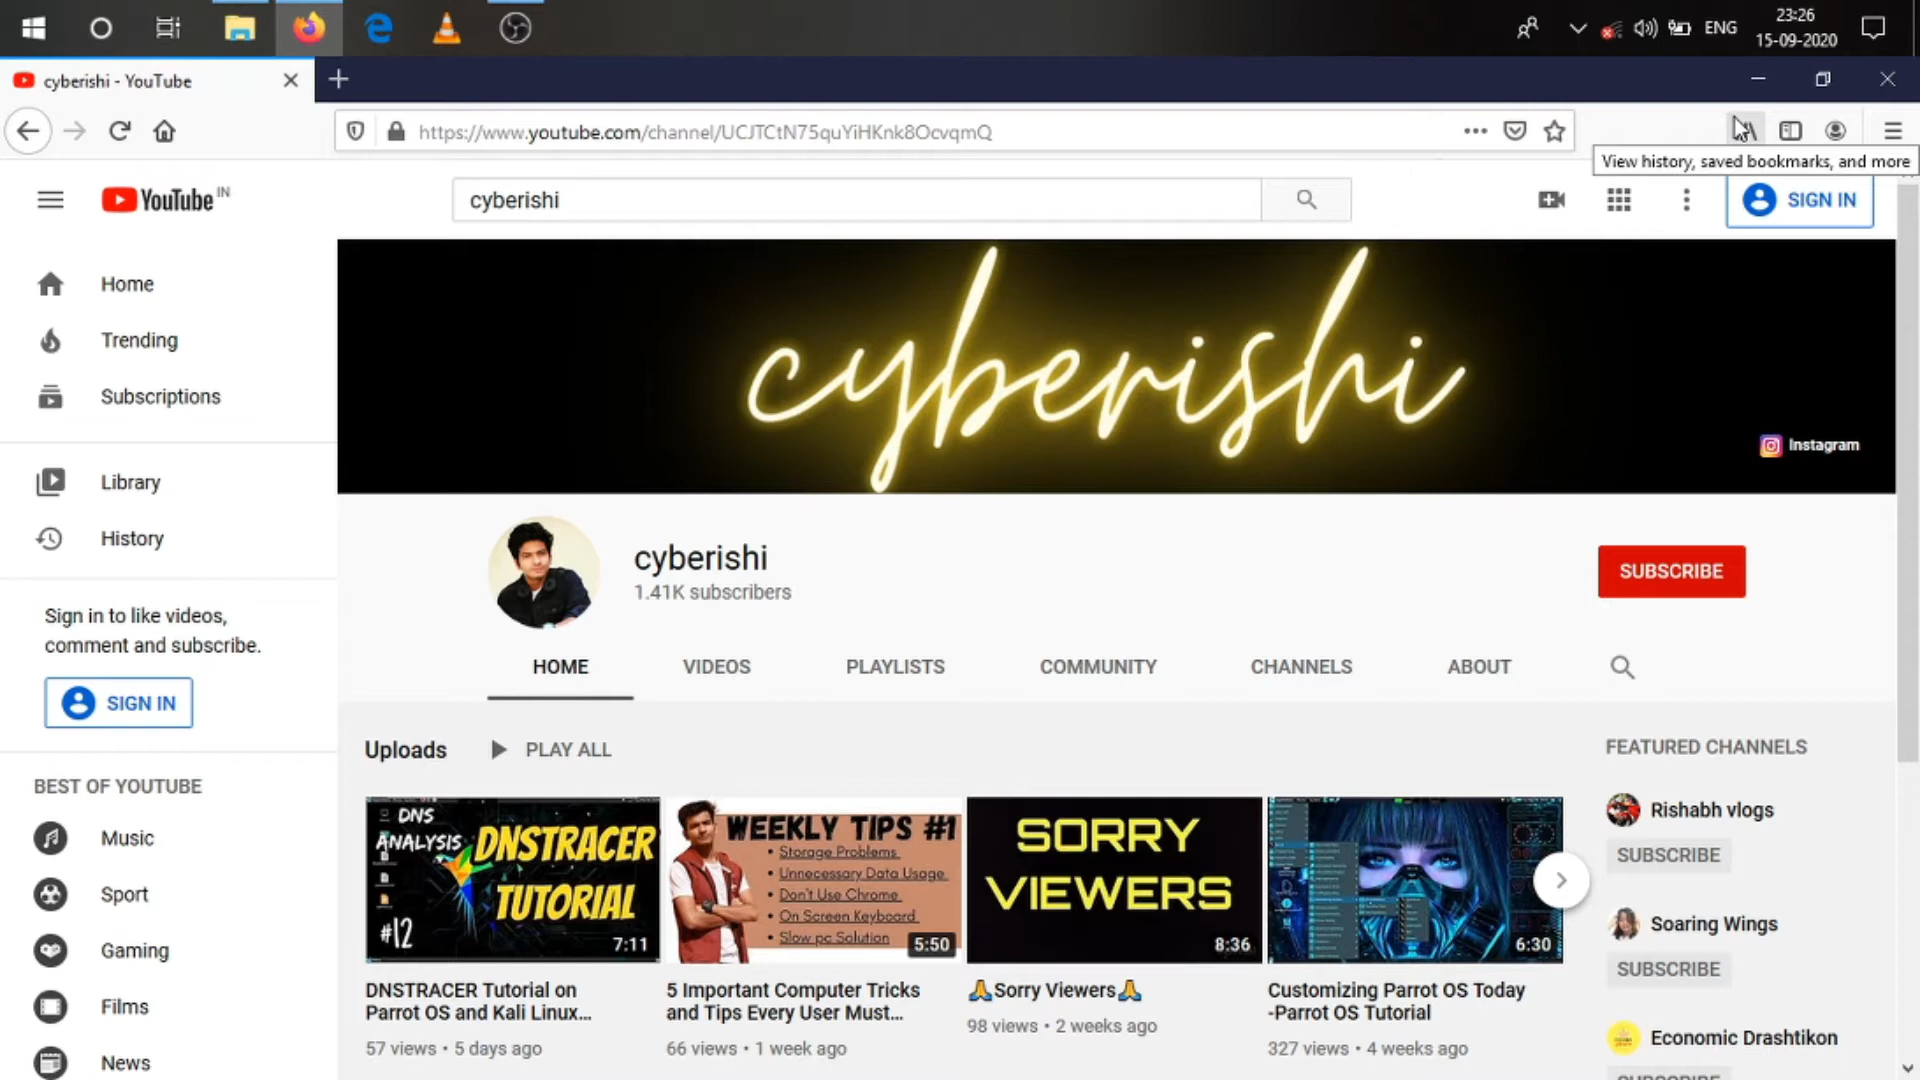 ENG
23:26
15-09-2020
cyberishi - YouTube
https://www.youtube.com/channel/UCJTCtN75quYiHKnk8OcvqmQ
View history, saved bookmarks, and more
YouTube IN
cyberishi
SIGN IN
Home
Trending
Subscriptions
Library
History
Sign in to like videos,
comment and subscribe.
SIGN IN
BEST OF YOUTUBE
Music
Sport
Gaming
Films
News
cyberishi
Instagram
cyberishi
1.41K subscribers
SUBSCRIBE
HOME VIDEOS PLAYLISTS COMMUNITY CHANNELS ABOUT
Uploads PLAY ALL
DNS
ANALYSIS
DNSTRACER
TUTORIAL
#12
7:11
DNSTRACER Tutorial on
Parrot OS and Kali Linux...
57 views • 5 days ago
WEEKLY TIPS #1
• Storage Problems
• Unnecessary Data Usage
• Don't Use Chrome
• On Screen Keyboard
• Slow pc Solution
5:50
5 Important Computer Tricks
and Tips Every User Must...
66 views • 1 week ago
SORRY
VIEWERS
8:36
🙏Sorry Viewers🙏
98 views • 2 weeks ago
6:30
Customizing Parrot OS Today
-Parrot OS Tutorial
327 views • 4 weeks ago
FEATURED CHANNELS
Rishabh vlogs
SUBSCRIBE
Soaring Wings
SUBSCRIBE
Economic Drashtikon
SUBSCRIBE